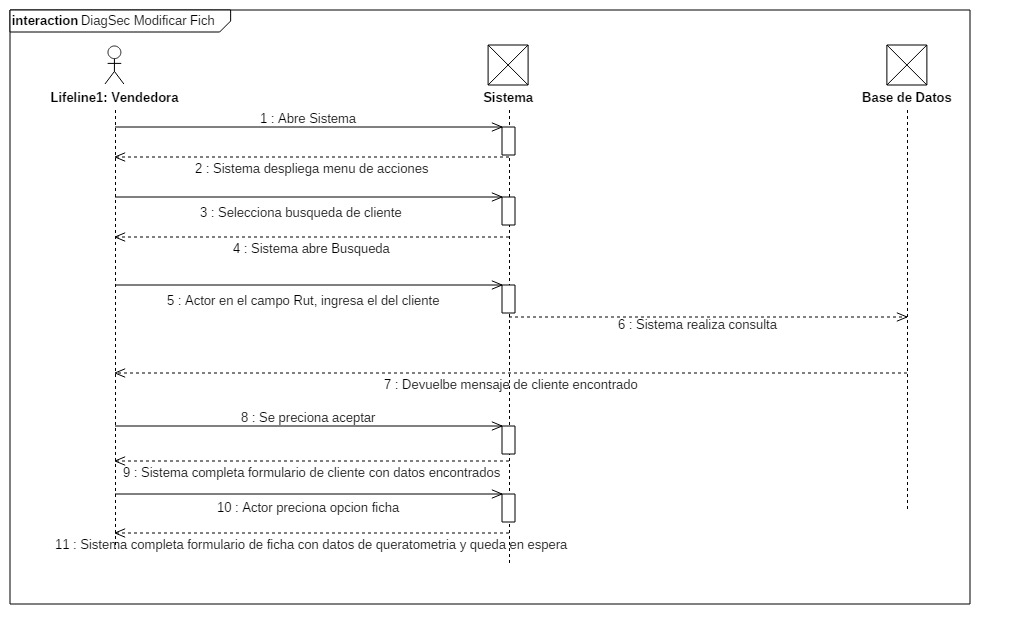 interaction DiagSec Modificar Fich
Lifeline1: Vendedora
Sistema
Base de Datos
1 : Abre Sistema
2 : Sistema despliega menu de acciones
3 : Selecciona busqueda de cliente
4 : Sistema abre Busqueda
5 : Actor en el campo Rut, ingresa el del cliente
6 : Sistema realiza consulta
7 : Devuelbe mensaje de cliente encontrado
8 : Se preciona aceptar
9 : Sistema completa formulario de cliente con datos encontrados
10 : Actor preciona opcion ficha
11 : Sistema completa formulario de ficha con datos de queratometria y queda en espera